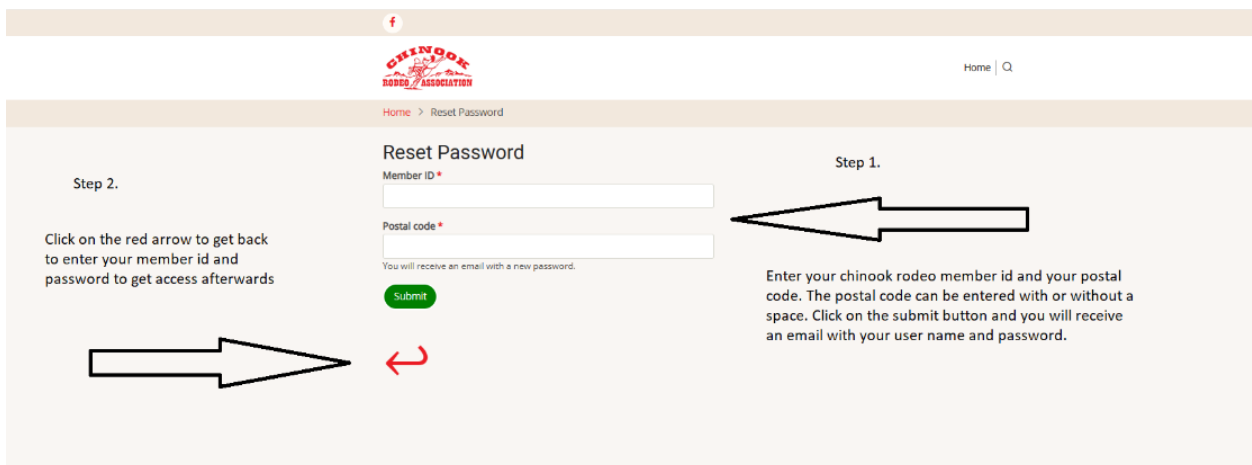 f
CHINOOK
RODEO ASSOCIATION
Home
Home > Reset Password
Reset Password
Member ID *
Postal code *
You will receive an email with a new password.
Submit
Step 1.
Enter your chinook rodeo member id and your postal
code. The postal code can be entered with or without a
space. Click on the submit button and you will receive
an email with your user name and password.
Step 2.
Click on the red arrow to get back
to enter your member id and
password to get access afterwards